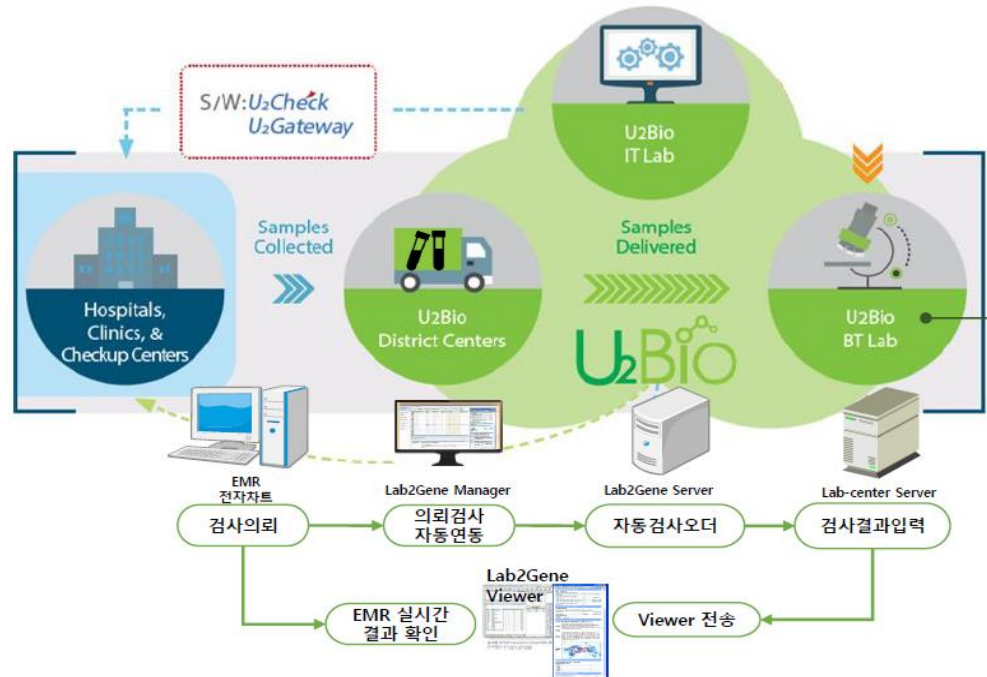 S/W:U₂Check
U₂Gateway
U2Bio
IT Lab
Samples
Collected
Samples
Delivered
Hospitals,
Clinics, &
Checkup Centers
U2Bio
District Centers
U₂Bio
U2Bio
BT Lab
EMR
전자차트
Lab2Gene Manager
Lab2Gene Server
Lab-center Server
검사의뢰
의뢰검사
자동연동
자동검사오더
검사결과입력
Lab2Gene
Viewer
EMR 실시간
결과 확인
Viewer 전송